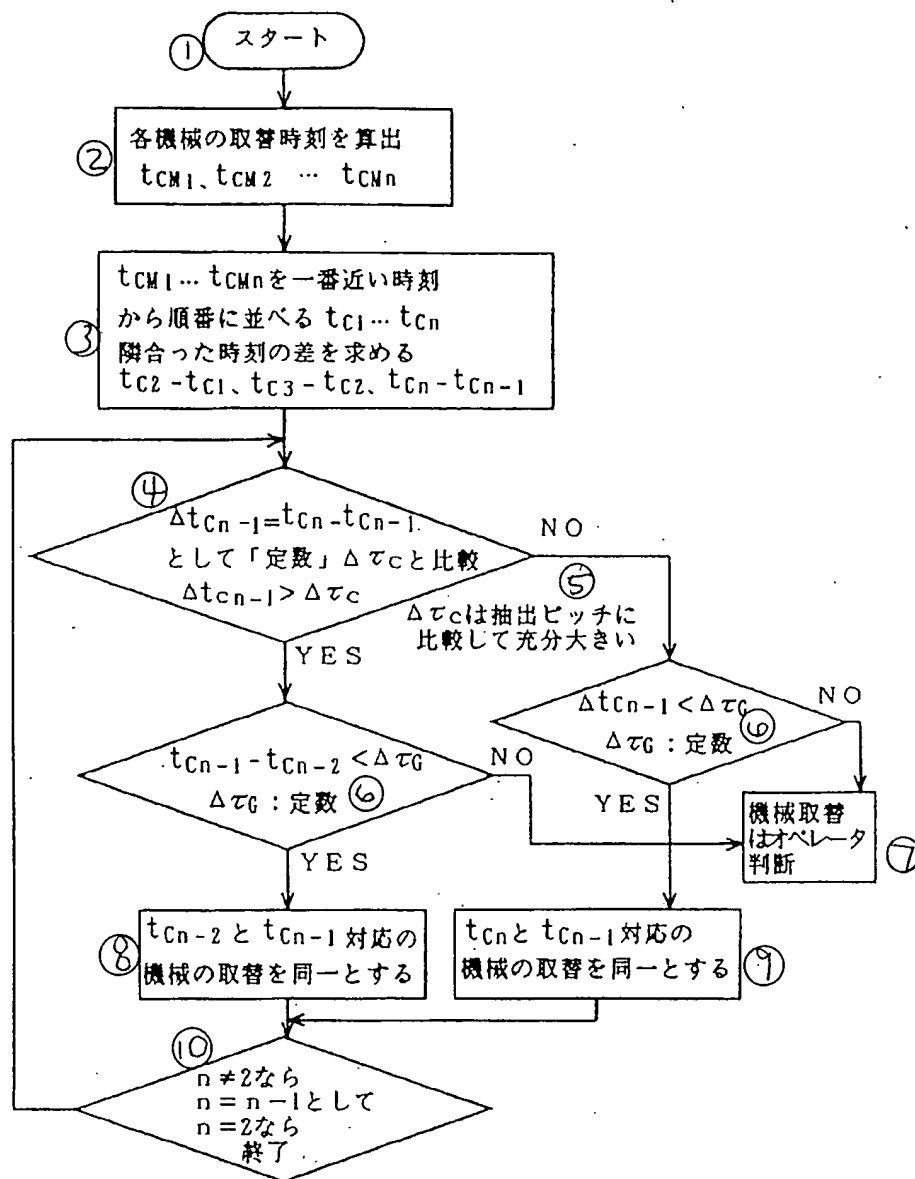 ① スタート
② 各機械の取替時刻を算出
tCM1、tCM2 … tCMn
③ tCM1…tCMnを一番近い時刻
から順番に並べる tC1…tCn
隣合った時刻の差を求める
tC2-tC1、tC3-tC2、tCn-tCn-1
④ ΔtCn-1=tCn-tCn-1.
として「定数」Δτcと比較
Δtcn-1>Δτc
NO
YES
⑤
Δτcは抽出ピッチに
比較して充分大きい
ΔtCn-1<ΔτG
ΔτG:定数 ⑥
NO
YES
tCn-1-tCn-2<ΔτG
ΔτG:定数 ⑥
NO
YES
機械取替
はオペレータ
判断
⑦
⑧ tCn-2とtCn-1対応の
機械の取替を同一とする
tCnとtCn-1対応の
機械の取替を同一とする ⑨
⑩
n≠2なら
n=n-1として
n=2なら
終了